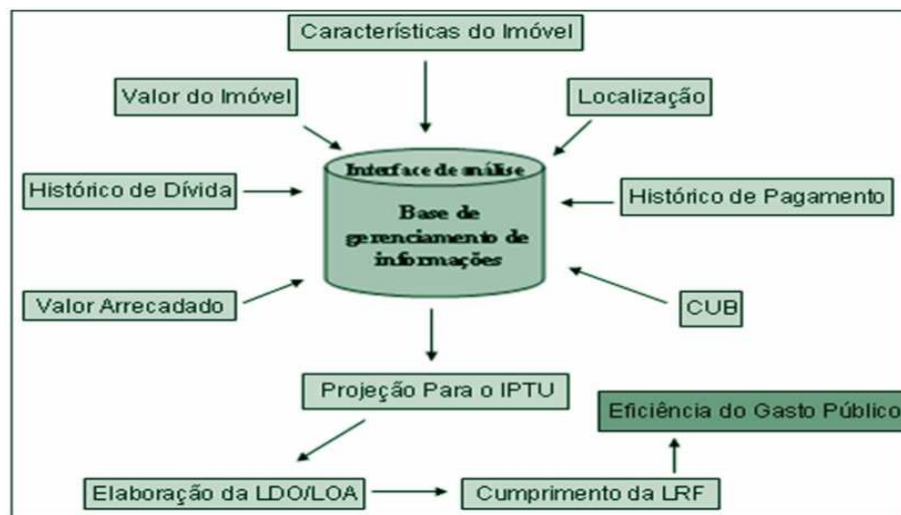 Características do Imóvel
Valor do Imóvel
Localização
Interface de análise
Histórico de Dívida
Base de
gerenciamento de
informações
Histórico de Pagamento
Valor Arrecadado
CUB
Projeção Para o IPTU
Eficiência do Gasto Público
Elaboração da LDO/LOA
Cumprimento da LRF